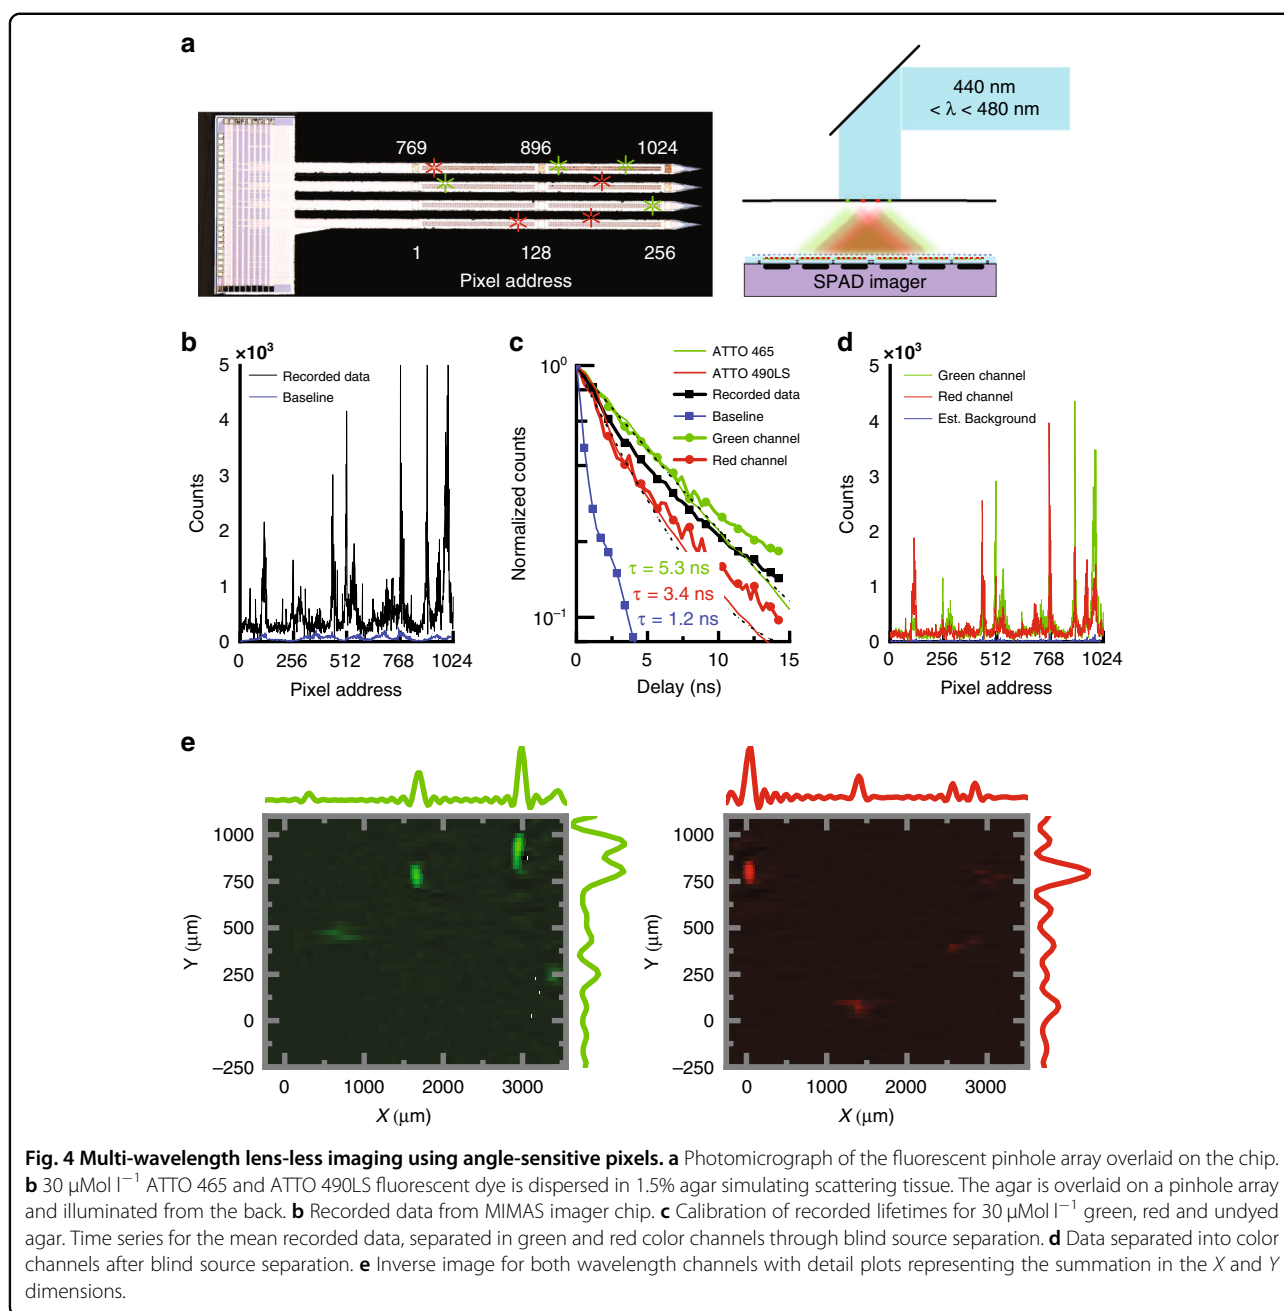 a
769 896 1024
1 128 256
Pixel address
440 nm
< λ < 480 nm
SPAD imager
b
×10³
5
4
3
2
1
0
Counts
Recorded data
Baseline
0 256 512 768 1024
Pixel address
c
10⁰
10⁻¹
Normalized counts
ATTO 465
ATTO 490LS
Recorded data
Baseline
Green channel
Red channel
τ = 5.3 ns
τ = 3.4 ns
τ = 1.2 ns
0 5 10 15
Delay (ns)
d
×10³
5
4
3
2
1
0
Counts
Green channel
Red channel
Est. Background
0 256 512 768 1024
Pixel address
e
1000
750
500
250
0
−250
Y (μm)
0 1000 2000 3000
X (μm)
1000
750
500
250
0
−250
Y (μm)
0 1000 2000 3000
X (μm)
Fig. 4 Multi-wavelength lens-less imaging using angle-sensitive pixels. a Photomicrograph of the fluorescent pinhole array overlaid on the chip.
b 30 μMol l⁻¹ ATTO 465 and ATTO 490LS fluorescent dye is dispersed in 1.5% agar simulating scattering tissue. The agar is overlaid on a pinhole array
and illuminated from the back. b Recorded data from MIMAS imager chip. c Calibration of recorded lifetimes for 30 μMol l⁻¹ green, red and undyed
agar. Time series for the mean recorded data, separated in green and red color channels through blind source separation. d Data separated into color
channels after blind source separation. e Inverse image for both wavelength channels with detail plots representing the summation in the X and Y
dimensions.